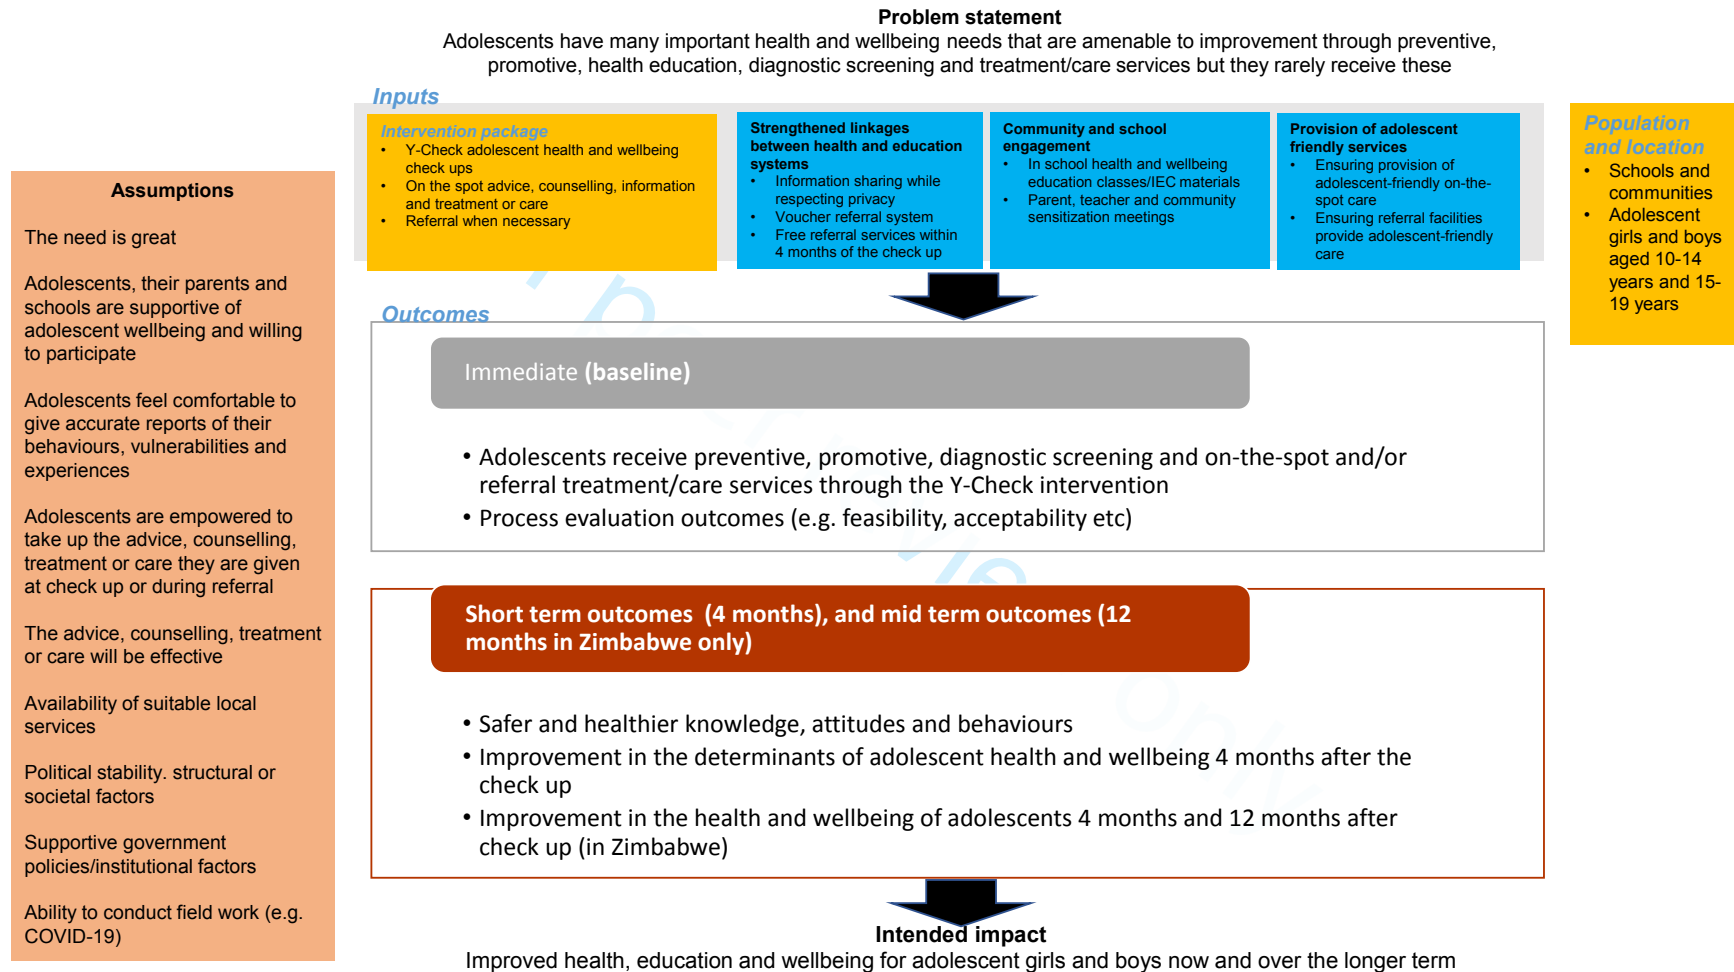 Problem statement
Adolescents have many important health and wellbeing needs that are amenable to improvement through preventive,
promotive, health education, diagnostic screening and treatment/care services but they rarely receive these
Inputs
Intervention package
• Y-Check adolescent health and wellbeing
check ups
• On the spot advice, counselling, information
and treatment or care
• Referral when necessary
Strengthened linkages
between health and education
systems
• Information sharing while
respecting privacy
• Voucher referral system
• Free referral services within
4 months of the check up
Community and school
engagement
• In school health and wellbeing
education classes/IEC materials
• Parent, teacher and community
sensitization meetings
Provision of adolescent
friendly services
• Ensuring provision of
adolescent-friendly on-the-
spot care
• Ensuring referral facilities
provide adolescent-friendly
care
Population
and location
• Schools and
communities
• Adolescent
girls and boys
aged 10-14
years and 15-
19 years
Assumptions
The need is great
Adolescents, their parents and
schools are supportive of
adolescent wellbeing and willing
to participate
Adolescents feel comfortable to
give accurate reports of their
behaviours, vulnerabilities and
experiences
Adolescents are empowered to
take up the advice, counselling,
treatment or care they are given
at check up or during referral
The advice, counselling, treatment
or care will be effective
Availability of suitable local
services
Political stability. structural or
societal factors
Supportive government
policies/institutional factors
Ability to conduct field work (e.g.
COVID-19)
Outcomes
Immediate (baseline)
• Adolescents receive preventive, promotive, diagnostic screening and on-the-spot and/or
referral treatment/care services through the Y-Check intervention
• Process evaluation outcomes (e.g. feasibility, acceptability etc)
Short term outcomes (4 months), and mid term outcomes (12
months in Zimbabwe only)
• Safer and healthier knowledge, attitudes and behaviours
• Improvement in the determinants of adolescent health and wellbeing 4 months after the
check up
• Improvement in the health and wellbeing of adolescents 4 months and 12 months after
check up (in Zimbabwe)
Intended impact
Improved health, education and wellbeing for adolescent girls and boys now and over the longer term
only